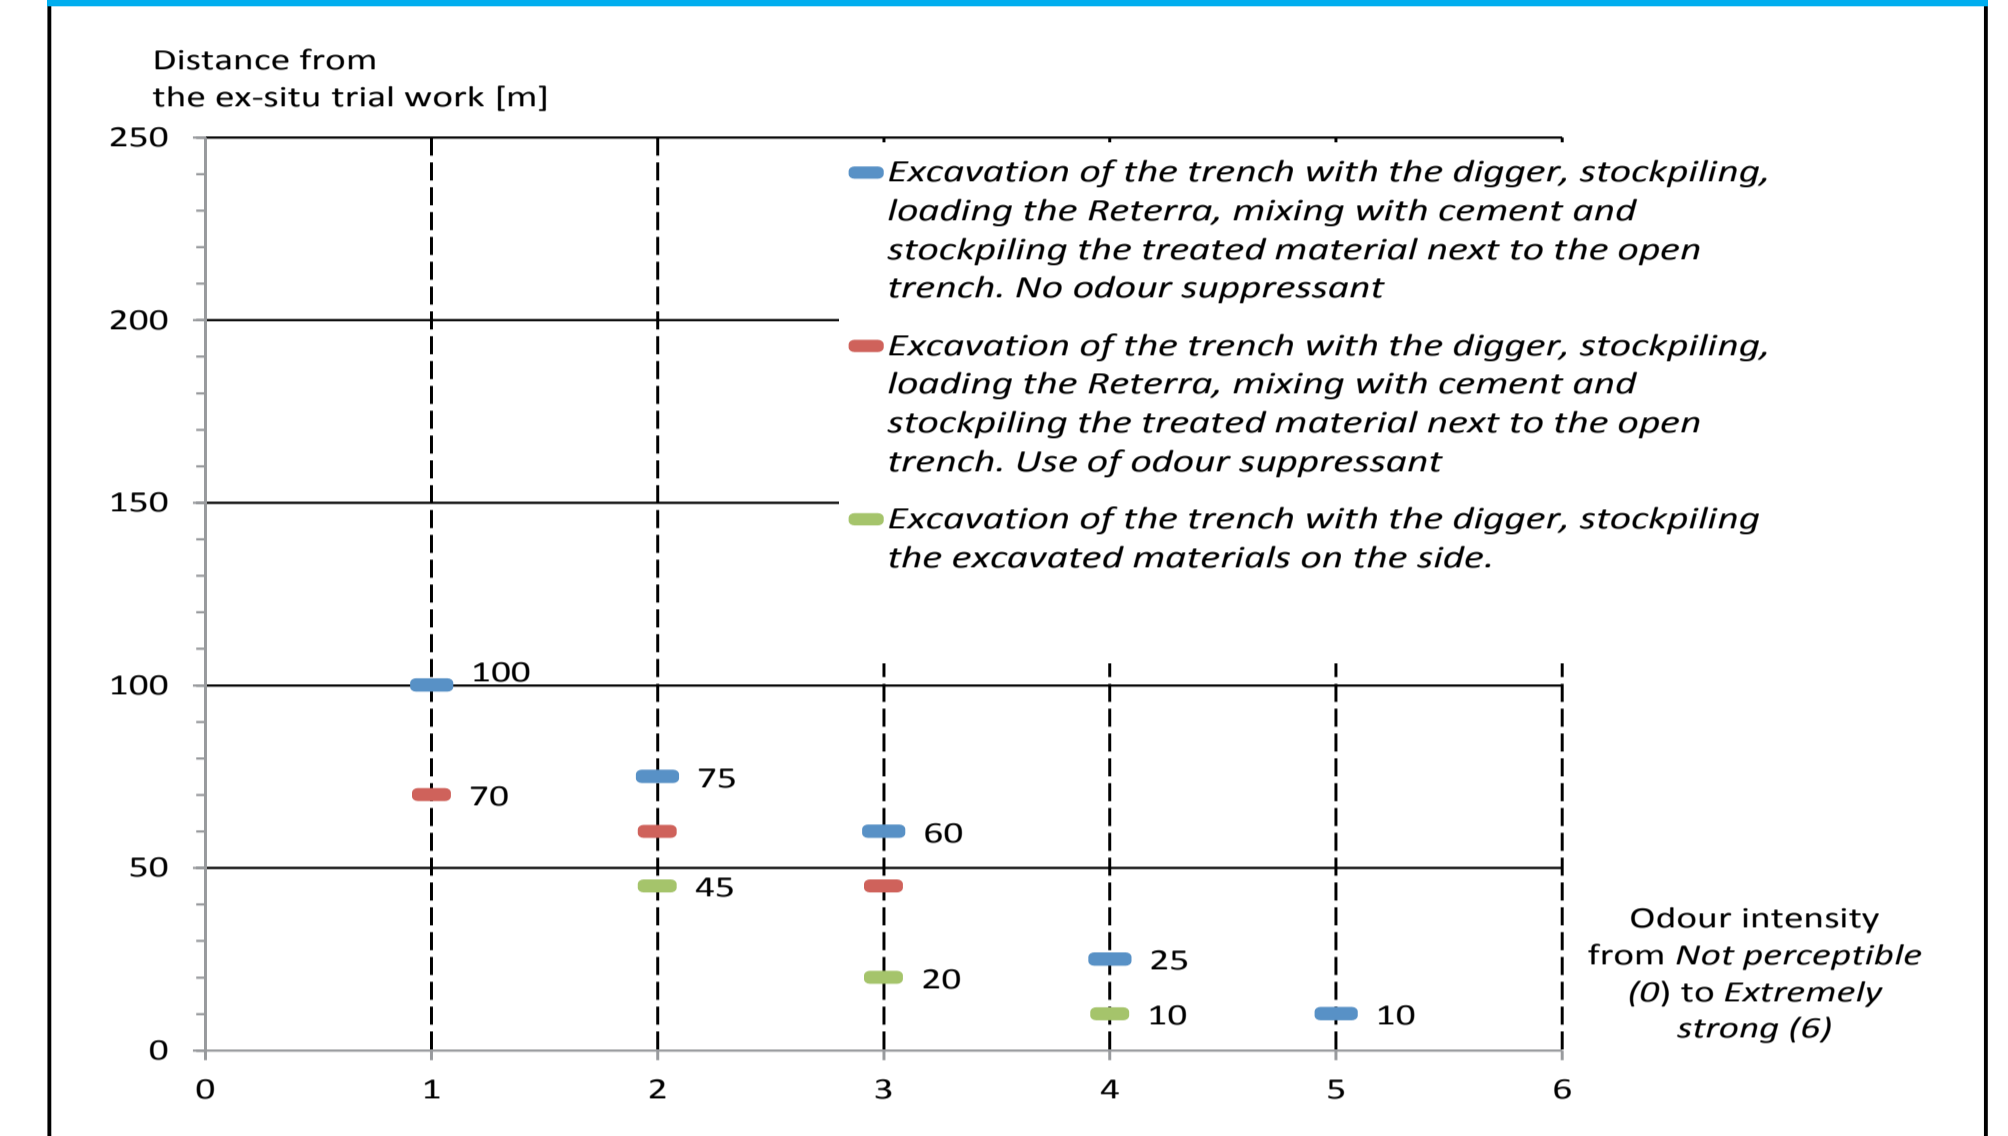 Distance from
the ex-situ trial work [m]
250
200
150
100
50
0
Excavation of the trench with the digger, stockpiling,
loading the Reterra, mixing with cement and
stockpiling the treated material next to the open
trench. No odour suppressant
Excavation of the trench with the digger, stockpiling,
loading the Reterra, mixing with cement and
stockpiling the treated material next to the open
trench. Use of odour suppressant
Excavation of the trench with the digger, stockpiling
the excavated materials on the side.
100
70
75
45
60
20
25
10
10
0
1
2
3
4
5
6
Odour intensity
from Not perceptible
(0) to Extremely
strong (6)